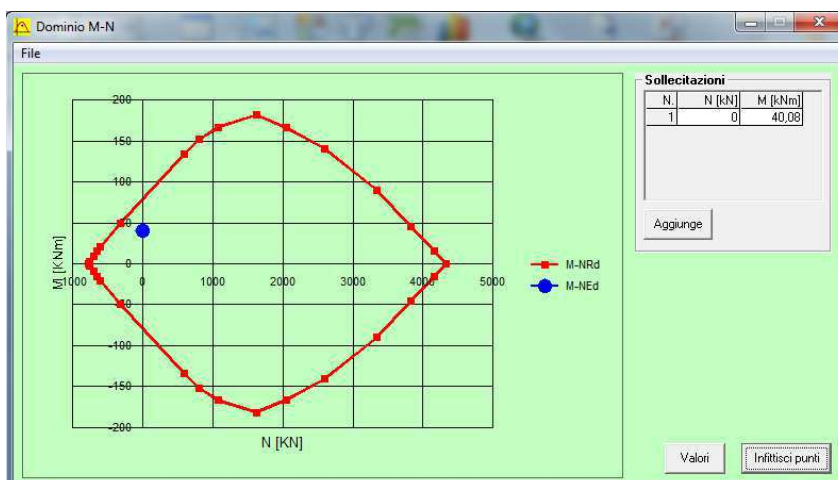 Dominio M-N
File
200
150
100
50
0
-50
-100
-150
-200
M [KNm]
-1000
0
1000
2000
3000
4000
5000
N [KN]
M-NRd
M-NEd
Sollecitazioni
N. N [kN] M [kNm]
1 0 40,08
Aggiunge
Valori
Infittisci punti